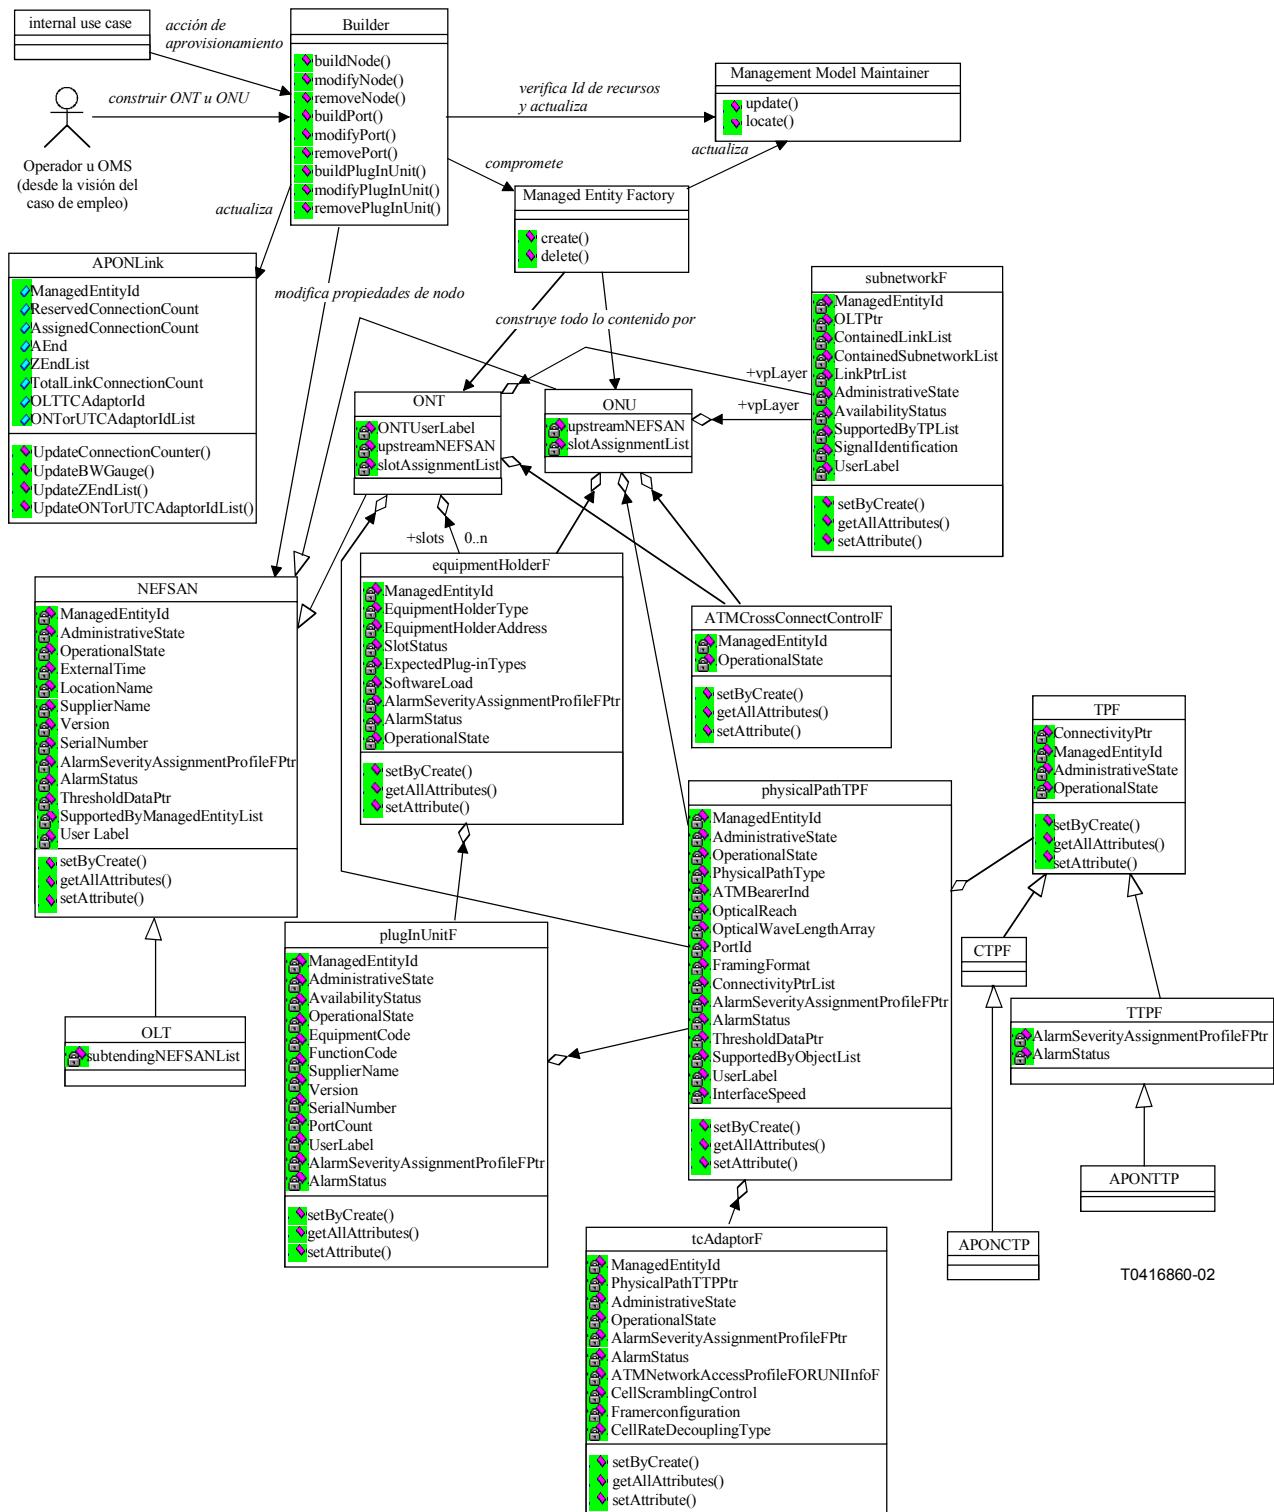 internal use case
acción de
aprovisionamiento
Builder
buildNode()
modifyNode()
removeNode()
buildPort()
modifyPort()
removePort()
buildPlugInUnit()
modifyPlugInUnit()
removePlugInUnit()
construir ONT u ONU
Operador u OMS
(desde la visión del
caso de empleo)
verifica Id de recursos
y actualiza
Management Model Maintainer
update()
locate()
compromete
actualiza
Managed Entity Factory
create()
delete()
actualiza
APONLink
ManagedEntityId
ReservedConnectionCount
AssignedConnectionCount
AEnd
ZEndList
TotalLinkConnectionCount
OLTTCAdaptorId
ONTorUTCAdaptorIdList
UpdateConnectionCounter()
UpdateBWGauge()
UpdateZEndList()
UpdateONTorUTCAdaptorIdList()
modifica propiedades de nodo
construye todo lo contenido por
subnetworkF
ManagedEntityId
OLTPtr
ContainedLinkList
ContainedSubnetworkList
LinkPtrList
AdministrativeState
AvailabilityStatus
SupportedByTPList
SignalIdentification
UserLabel
setByCreate()
getAllAttributes()
setAttribute()
+vpLayer
+vpLayer
ONT
ONTUserLabel
upstreamNEFSAN
slotAssignmentList
ONU
upstreamNEFSAN
slotAssignmentList
+slots
0..n
NEFSAN
ManagedEntityId
AdministrativeState
OperationalState
ExternalTime
LocationName
SupplierName
Version
SerialNumber
AlarmSeverityAssignmentProfileFPtr
AlarmStatus
ThresholdDataPtr
SupportedByManagedEntityList
User Label
setByCreate()
getAllAttributes()
setAttribute()
equipmentHolderF
ManagedEntityId
EquipmentHolderType
EquipmentHolderAddress
SlotStatus
ExpectedPlug-inTypes
SoftwareLoad
AlarmSeverityAssignmentProfileFPtr
AlarmStatus
OperationalState
setByCreate()
getAllAttributes()
setAttribute()
ATMCrossConnectControlF
ManagedEntityId
OperationalState
setByCreate()
getAllAttributes()
setAttribute()
TPF
ConnectivityPtr
ManagedEntityId
AdministrativeState
OperationalState
setByCreate()
getAllAttributes()
setAttribute()
physicalPathTPF
ManagedEntityId
AdministrativeState
OperationalState
PhysicalPathType
ATMBearerInd
OpticalReach
OpticalWaveLengthArray
PortId
FramingFormat
ConnectivityPtrList
AlarmSeverityAssignmentProfileFPtr
AlarmStatus
ThresholdDataPtr
SupportedByObjectList
UserLabel
InterfaceSpeed
setByCreate()
getAllAttributes()
setAttribute()
plugInUnitF
ManagedEntityId
AdministrativeState
AvailabilityStatus
OperationalState
EquipmentCode
FunctionCode
SupplierName
Version
SerialNumber
PortCount
UserLabel
AlarmSeverityAssignmentProfileFPtr
AlarmStatus
setByCreate()
getAllAttributes()
setAttribute()
OLT
subtendingNEFSANList
CTPF
TTPF
AlarmSeverityAssignmentProfileFPtr
AlarmStatus
APONTTP
APONCTP
tcAdaptorF
ManagedEntityId
PhysicalPathTTPPtr
AdministrativeState
OperationalState
AlarmSeverityAssignmentProfileFPtr
AlarmStatus
ATMNetworkAccessProfileFORUNIInfoF
CellScramblingControl
Framerconfiguration
CellRateDecouplingType
setByCreate()
getAllAttributes()
setAttribute()
T0416860-02